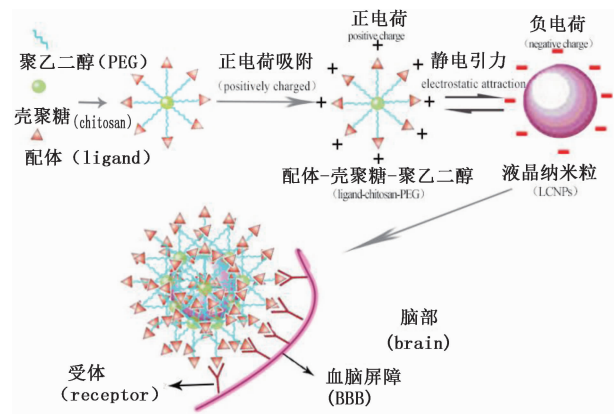 聚乙二醇(PEG)
壳聚糖(chitosan)
配体 (ligand)
正电荷吸附
(positively charged)
正电荷
positive charge
配体-壳聚糖-聚乙二醇
(ligand-chitosan-PEG)
静电引力
electrostatic attraction
负电荷
(negative charge)
液晶纳米粒
(LCNPs)
脑部
(brain)
受体
(receptor)
血脑屏障
(BBB)